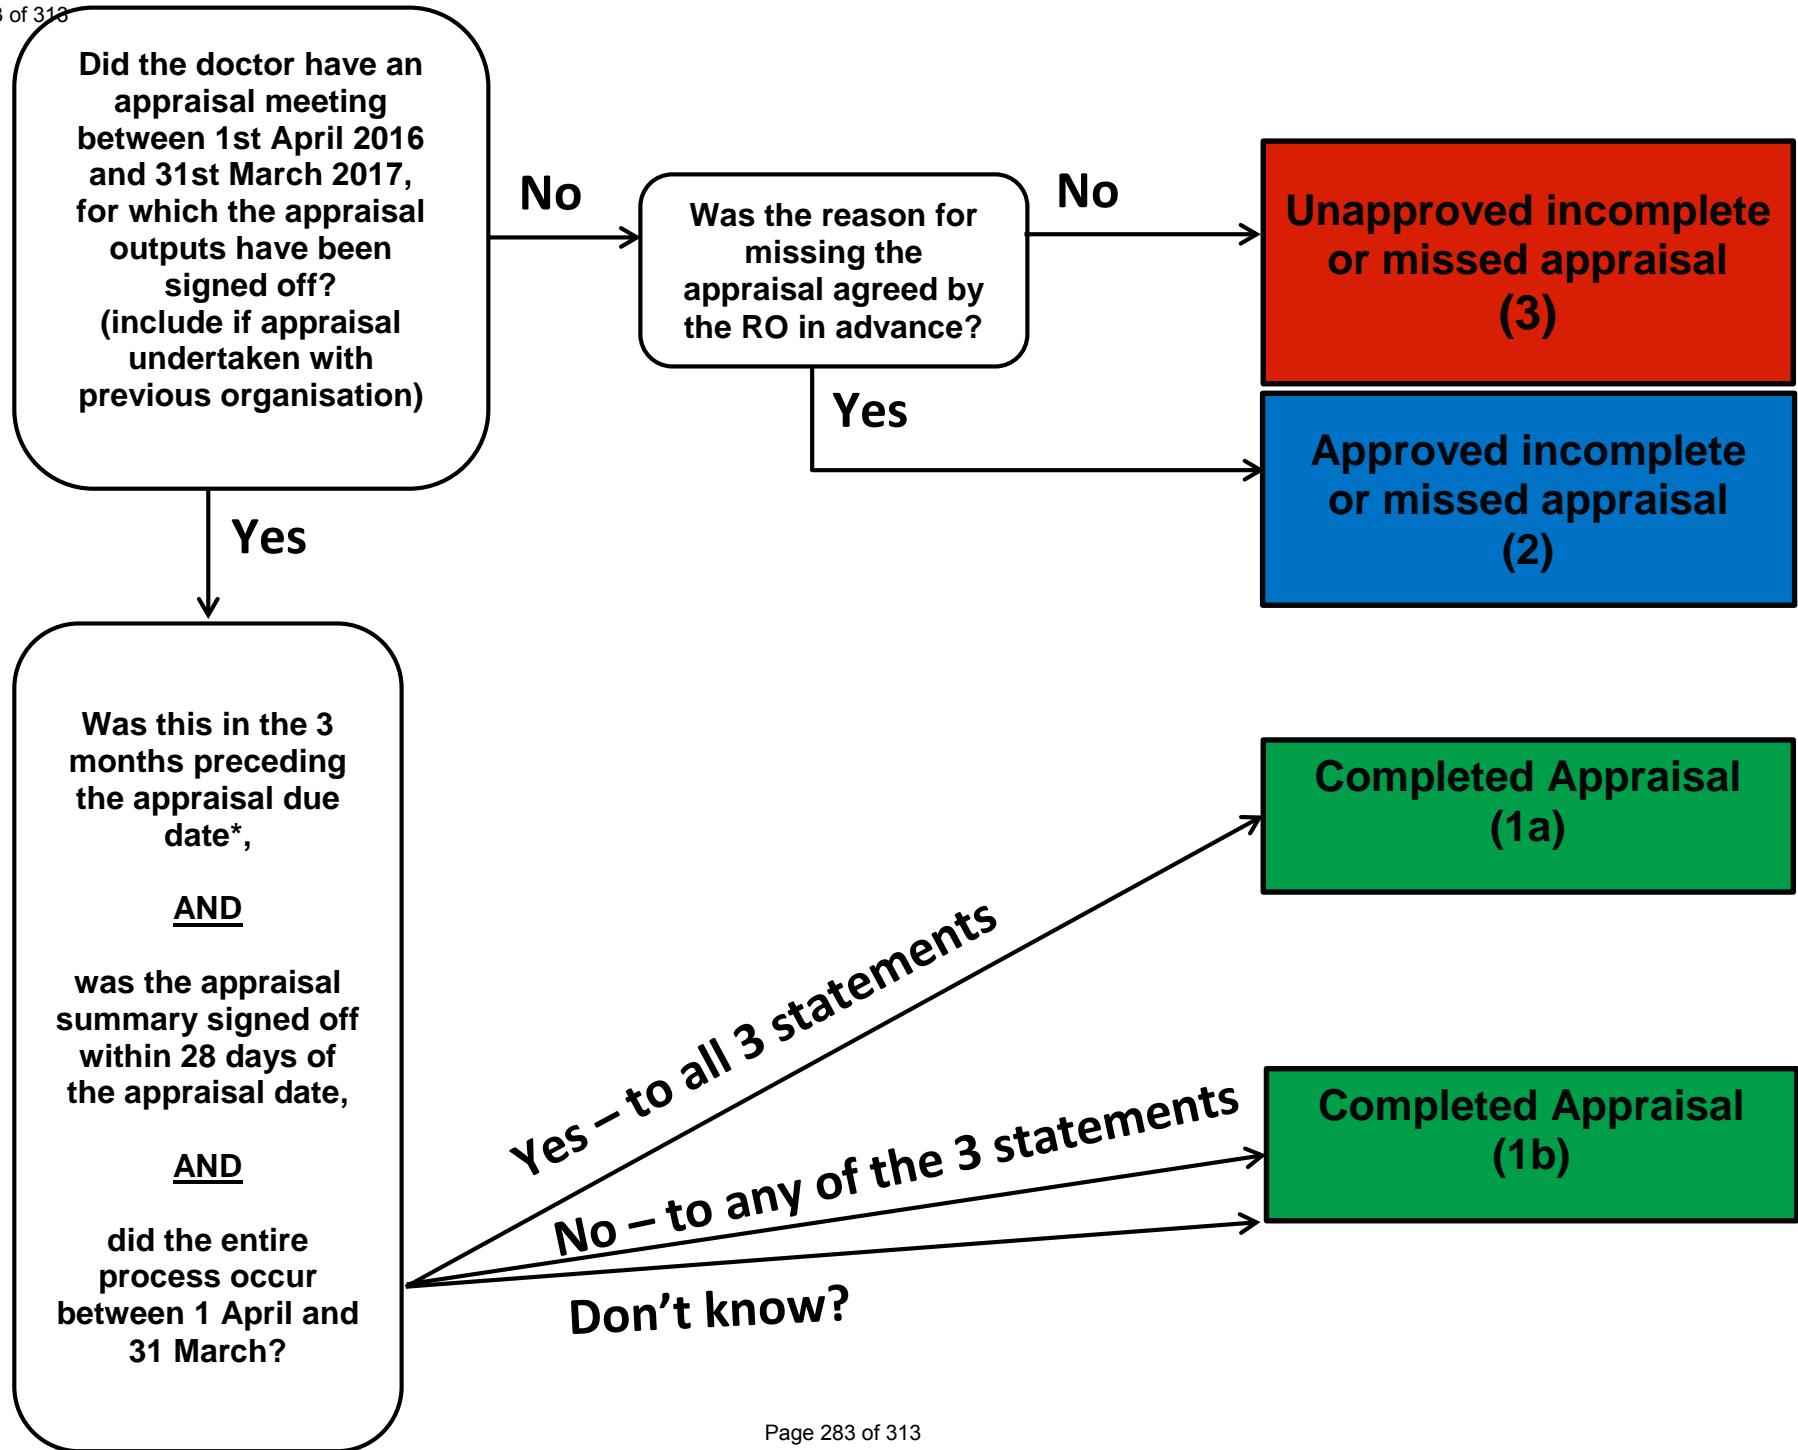 of 313
Did the doctor have an
appraisal meeting
between 1st April 2016
and 31st March 2017,
for which the appraisal
outputs have been
signed off?
(include if appraisal
undertaken with
previous organisation)
No
Was the reason for
missing the
appraisal agreed by
the RO in advance?
No
Unapproved incomplete
or missed appraisal
(3)
Yes
Approved incomplete
or missed appraisal
(2)
Yes
Was this in the 3
months preceding
the appraisal due
date*,
AND
was the appraisal
summary signed off
within 28 days of
the appraisal date,
AND
did the entire
process occur
between 1 April and
31 March?
Yes – to all 3 statements
Completed Appraisal
(1a)
No – to any of the 3 statements
Don't know?
Completed Appraisal
(1b)
Page 283 of 313